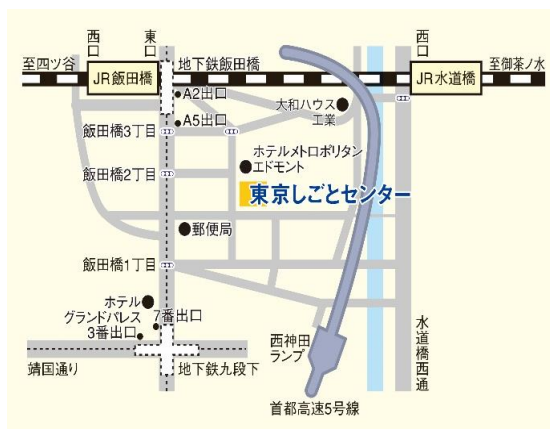 西口
東口
西口
至四ツ谷
JR飯田橋
地下鉄飯田橋
JR水道橋
至御茶ノ水
A2出口
大和ハウス
工業
A5出口
飯田橋3丁目
ホテルメトロポリタン
エドモント
飯田橋2丁目
東京しごとセンター
郵便局
飯田橋1丁目
ホテル
グランドパレス
7番出口
3番出口
西神田
ランプ
水道橋西通
靖国通り
地下鉄九段下
首都高速5号線